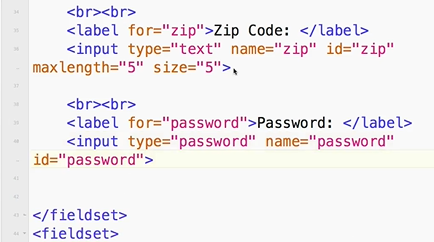 <br><br>
<label for="zip">Zip Code: </label>
<input type="text" name="zip" id="zip"
maxlength="5" size="5">
<br><br>
<label for="password">Password: </label>
<input type="password" name="password"
id="password">
</fieldset>
<fieldset>